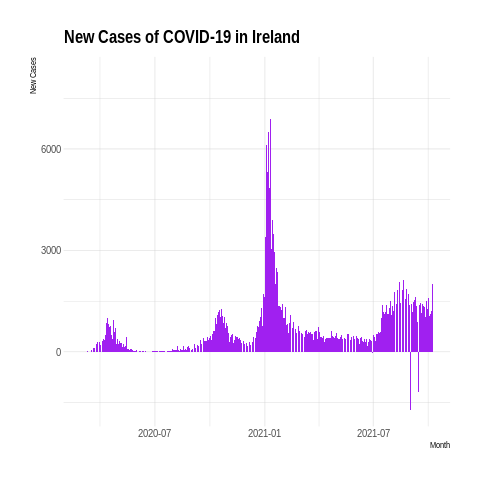 New Cases of COVID-19 in Ireland
New Cases
6000
3000
0
2020-07
2021-01
2021-07
Month